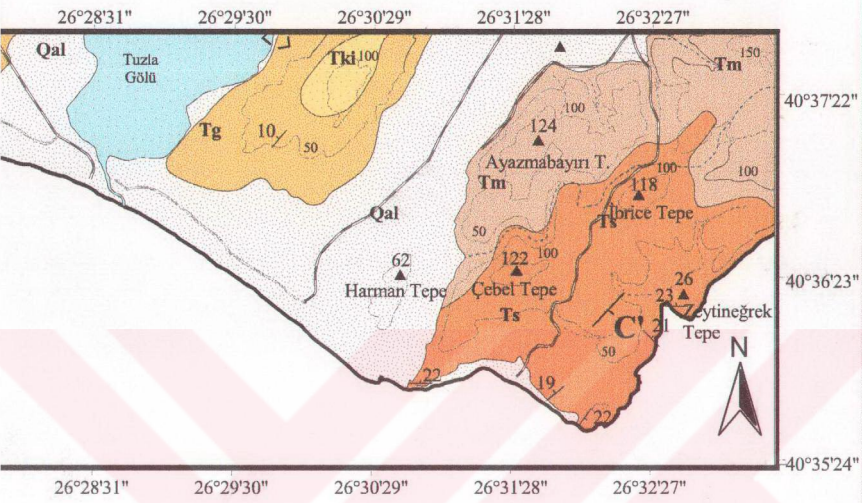 26°28'31" 26°29'30" 26°30'29" 26°31'28" 26°32'27"
Qal
Tuzla
Gölü
Tki
100
150
Tm
40°37'22"
Tg
10
50
100
124
Ayazmabayırı T.
Tm
100
118
İbrice Tepe
Ts
100
Qal
50
62
Harman Tepe
122
100
Çebel Tepe
Ts
26
23
Zeytineğrek
Tepe
40°36'23"
C'
21
50
N
22
19
22
40°35'24"
26°28'31" 26°29'30" 26°30'29" 26°31'28" 26°32'27"